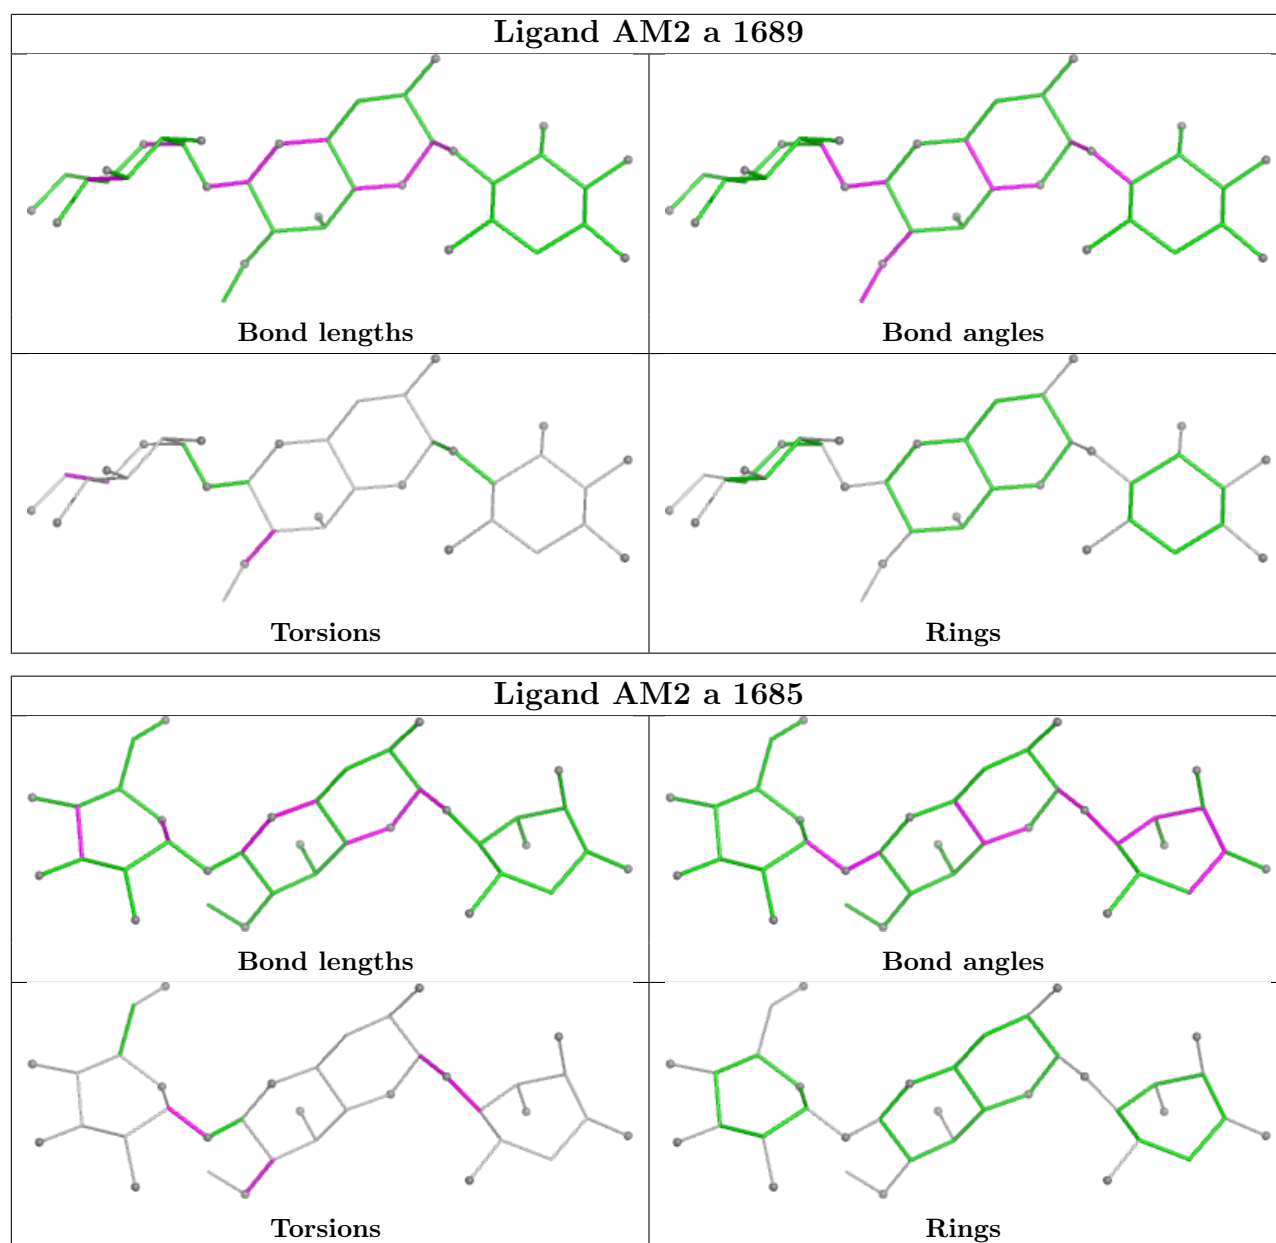 Ligand AM2 a 1689
Bond lengths
Bond angles
Torsions
Rings
Ligand AM2 a 1685
Bond lengths
Bond angles
Torsions
Rings